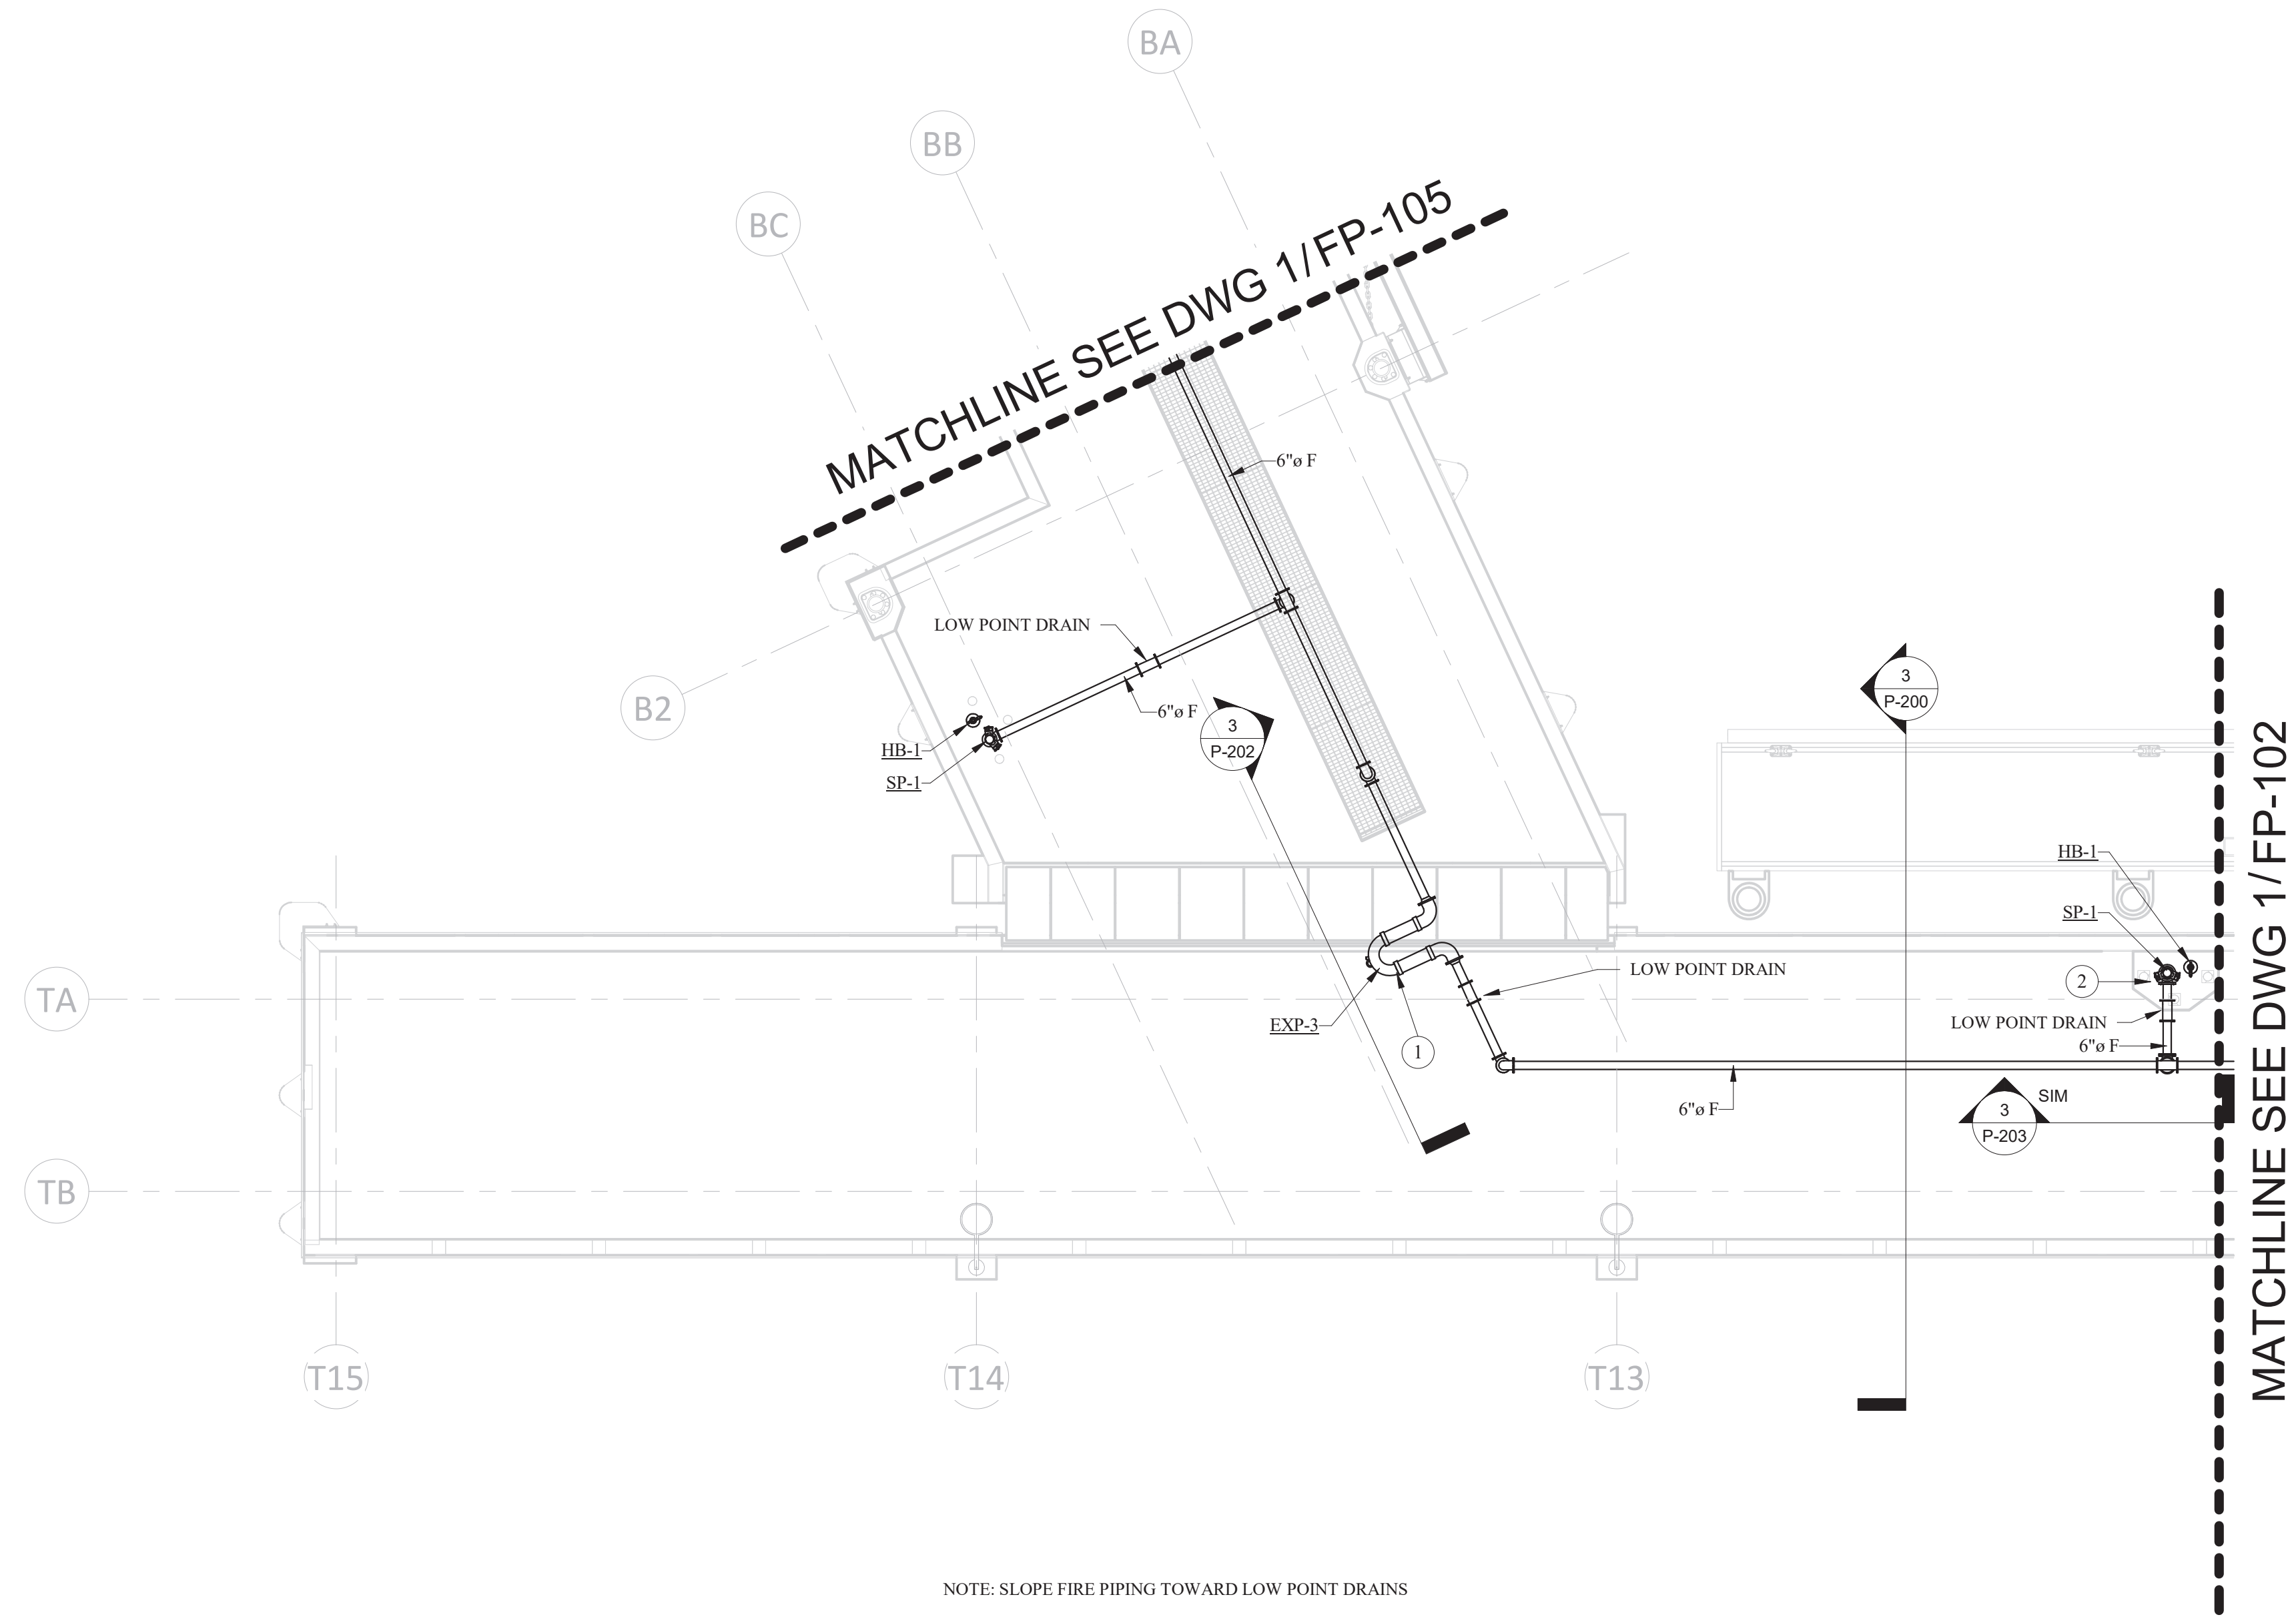 BA
BB
BC
MATCHLINE SEE DWG 1/FP-105
6"ø F
LOW POINT DRAIN
B2
6"ø F
3
P-202
3
P-200
HB-1
SP-1
HB-1
SP-1
TA
LOW POINT DRAIN
2
EXP-3
1
LOW POINT DRAIN
6"ø F
6"ø F
SIM
3
P-203
TB
T15
T14
T13
MATCHLINE SEE DWG 1/FP-102
NOTE: SLOPE FIRE PIPING TOWARD LOW POINT DRAINS